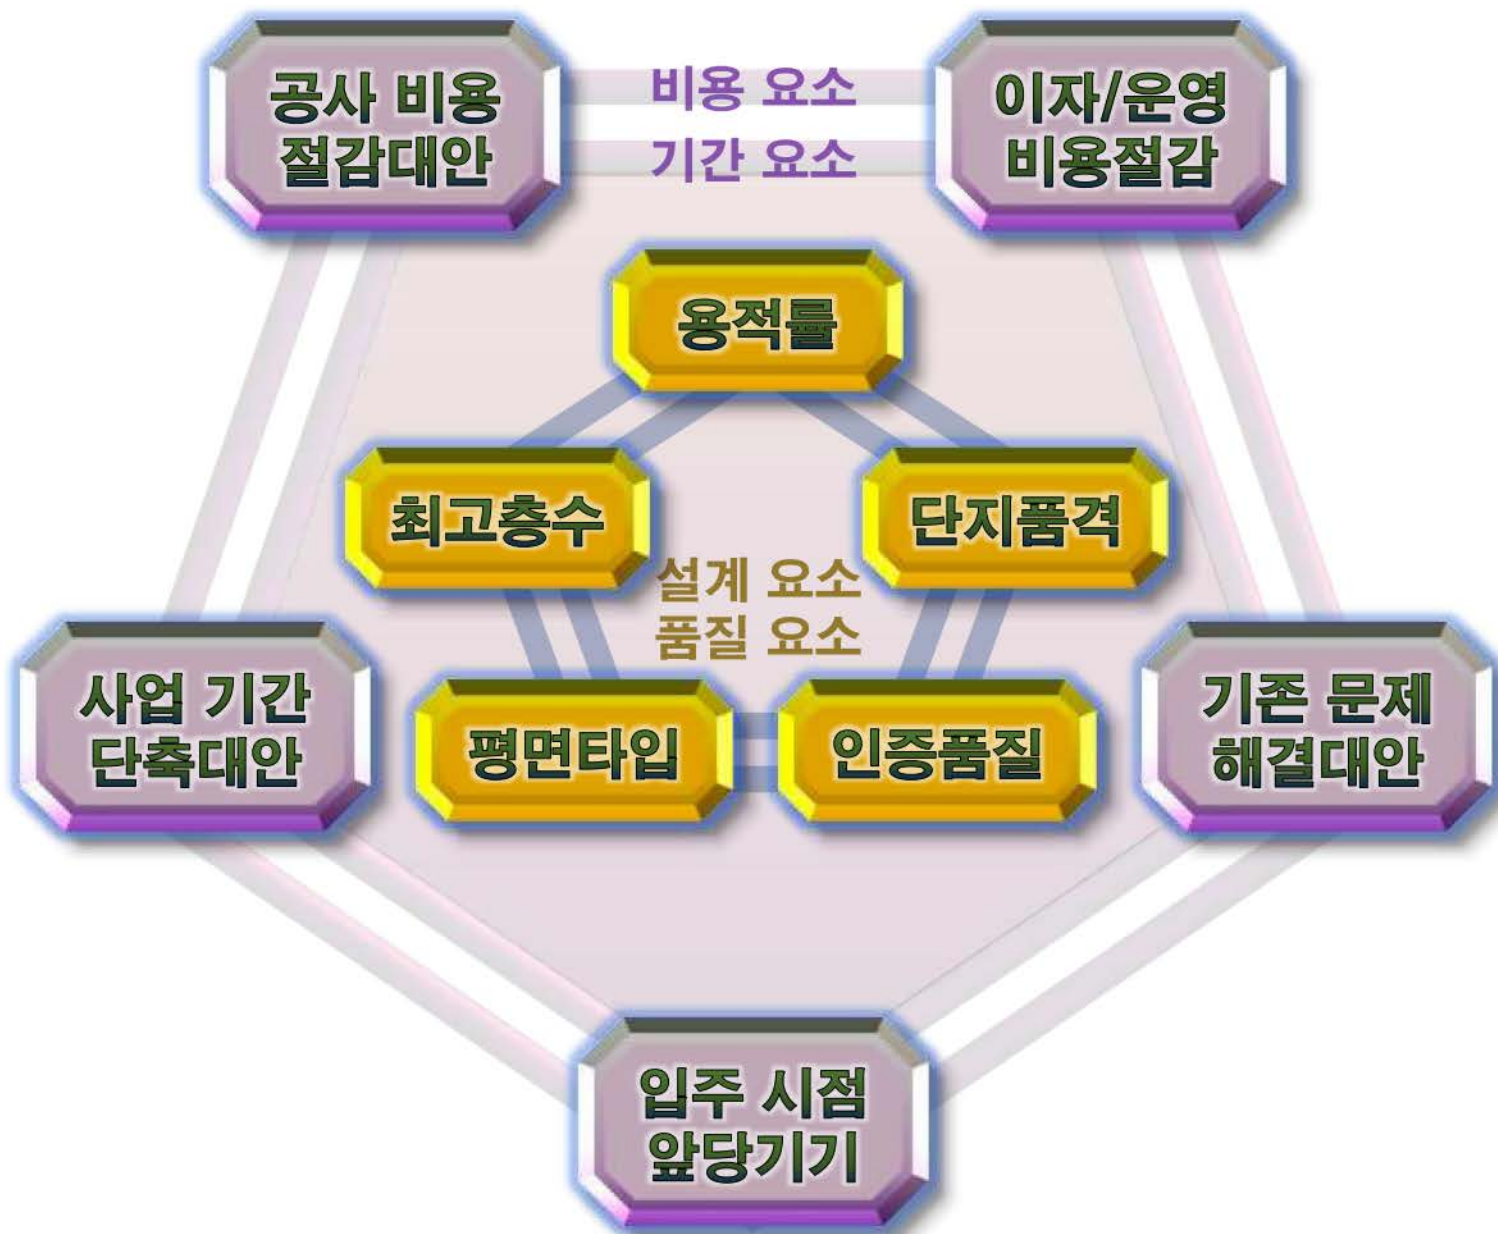 공사 비용
절감대안
비용 요소
기간 요소
이자/운영
비용절감
용적률
최고층수
단지품격
설계 요소
품질 요소
사업 기간
단축대안
평면타입
인증품질
기존 문제
해결대안
입주 시점
앞당기기